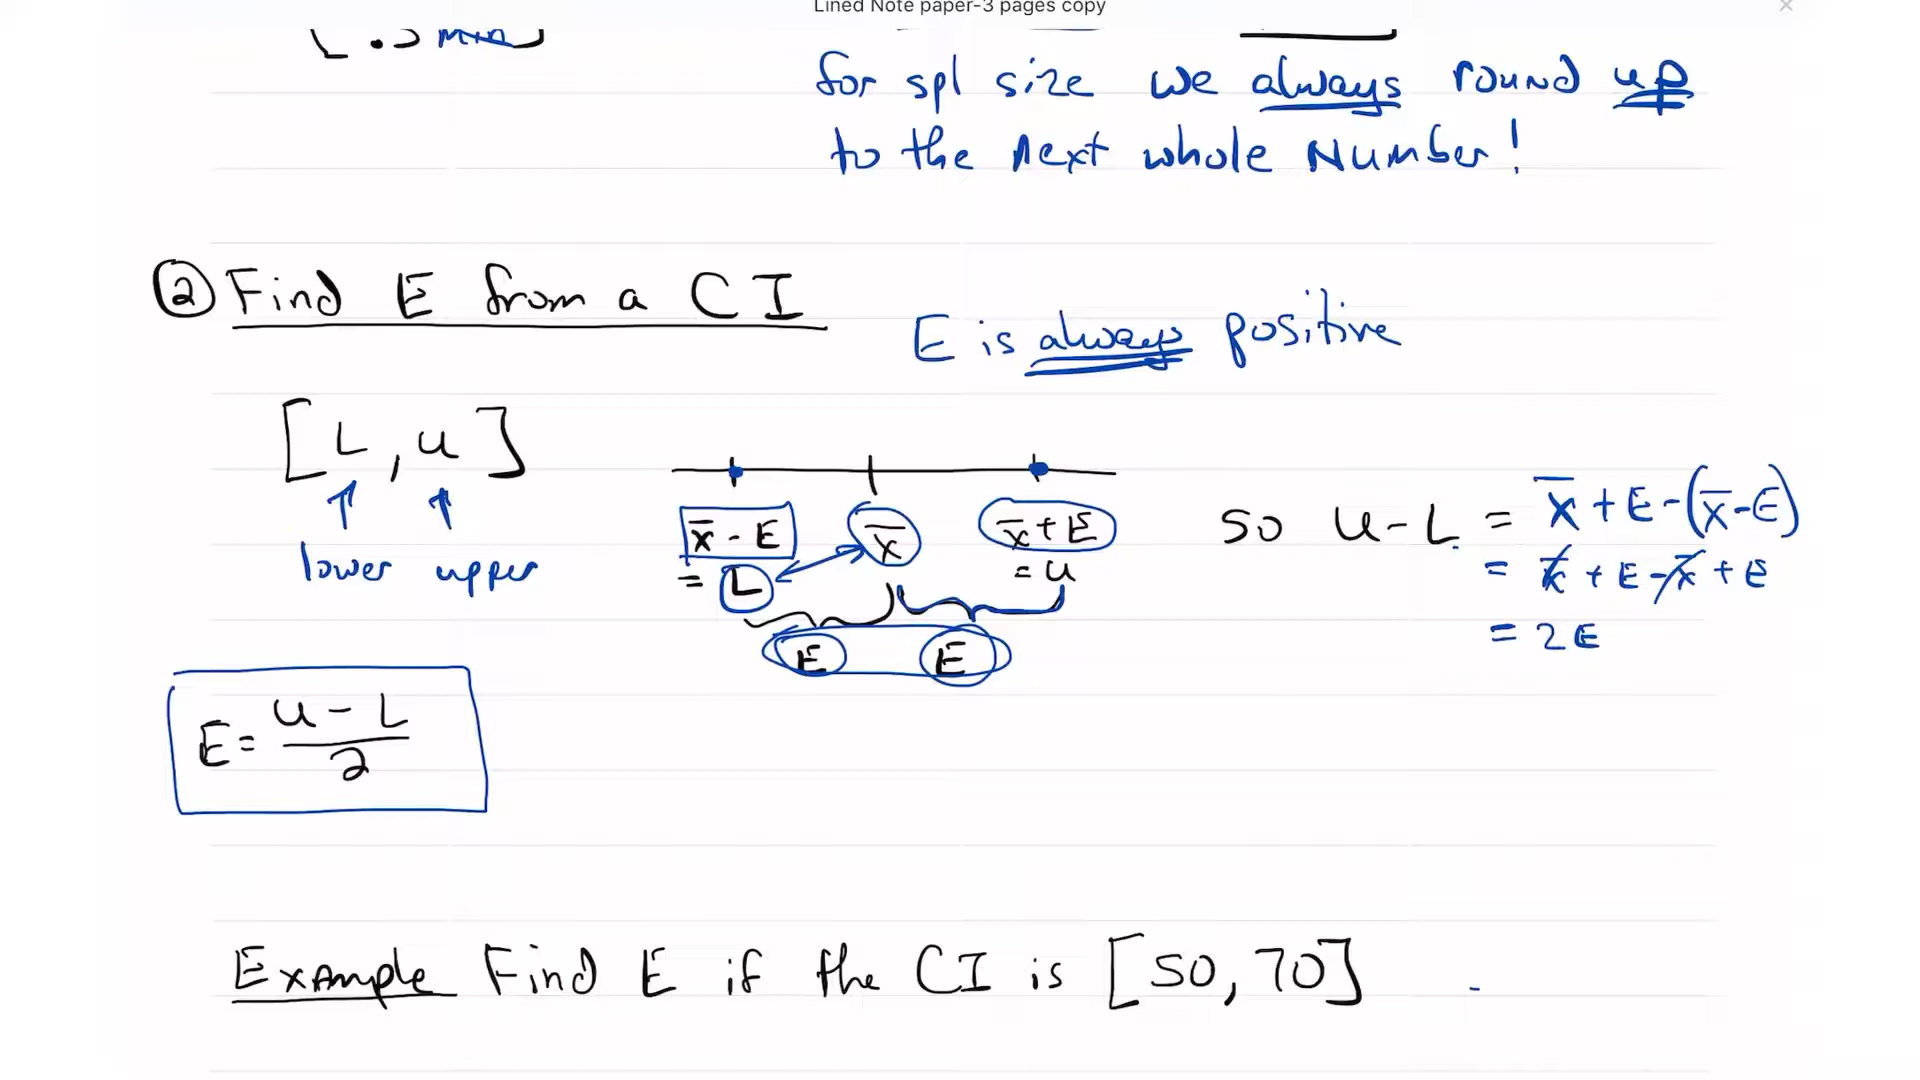 Lined Note paper-3 pages copy
for spl size we always round up
to the next whole Number!
② Find E from a CI
E is always positive
[L, u]
lower upper
x̄ - E x̄ x̄ + E
= L = u
E E
so u - L = x̄ + E - (x̄ - E)
= x̄ + E - x̄ + E
= 2E
E = u - L
2
Example Find E if the CI is [50, 70]